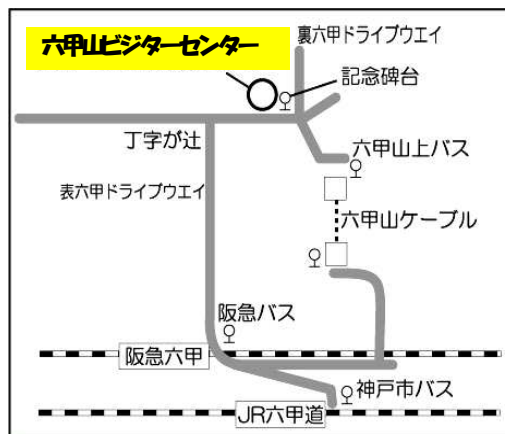 六甲山ビジターセンター
裏六甲ドライブウエイ
記念碑台
丁字が辻
六甲山上バス
表六甲ドライブウエイ
六甲山ケーブル
阪急バス
阪急六甲
神戸市バス
JR六甲道